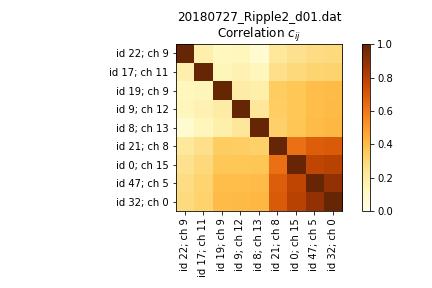 20180727_Ripple2_d01.dat
Correlation c_ij
id 22; ch 9
id 17; ch 11
id 19; ch 9
id 9; ch 12
id 8; ch 13
id 21; ch 8
id 0; ch 15
id 47; ch 5
id 32; ch 0
1.0
0.8
0.6
0.4
0.2
0.0
id 22; ch 9
id 17; ch 11
id 19; ch 9
id 9; ch 12
id 8; ch 13
id 21; ch 8
id 0; ch 15
id 47; ch 5
id 32; ch 0